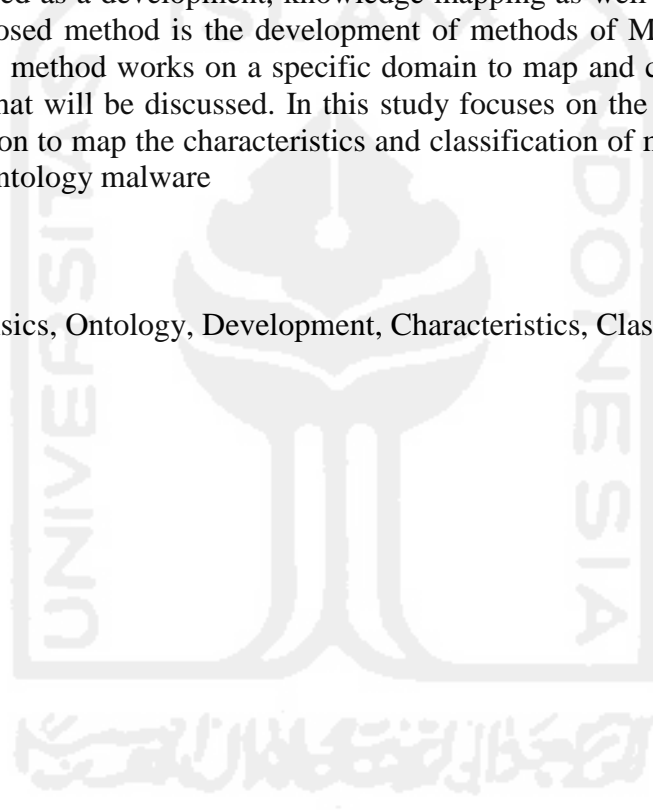 ed as a development, knowledge mapping as well
osed method is the development of methods of M
method works on a specific domain to map and c
hat will be discussed. In this study focuses on the
on to map the characteristics and classification of m
ntology malware
sics, Ontology, Development, Characteristics, Clas
UNIVERSITAS
INDONESIA